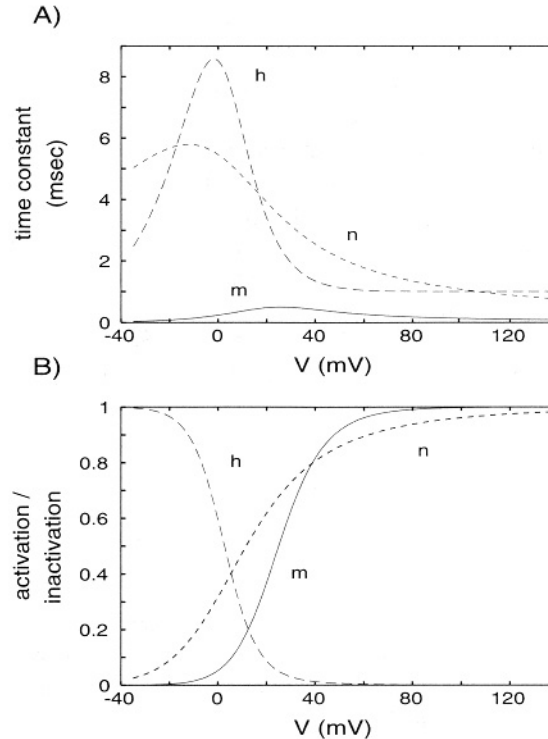 A)
8
6
4
2
0
time constant
(msec)
h
n
m
-40
0
40
80
120
V (mV)
B)
1
0.8
0.6
0.4
0.2
0
activation /
inactivation
h
n
m
-40
0
40
80
120
V (mV)